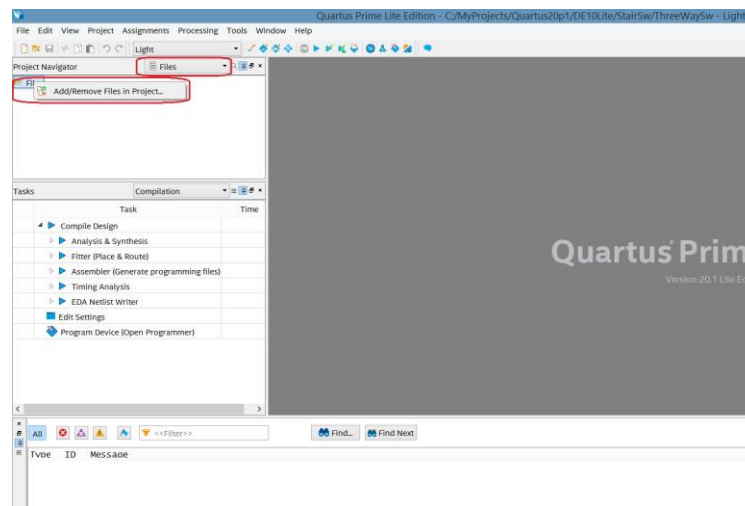 Quartus Prime Lite Edition - C:/MyProjects/Quartus20p1/DE10Lite/StairSw/ThreeWaySw - Light
File Edit View Project Assignments Processing Tools Window Help
Light
Project Navigator Files
Fil
Add/Remove Files in Project...
Tasks Compilation
Task Time
Compile Design
Analysis & Synthesis
Fitter (Place & Route)
Assembler (Generate programming files)
Timing Analysis
EDA Netlist Writer
Edit Settings
Program Device (Open Programmer)
Quartus Prim
Version 20.1 Lite Ed
All <<Filter>> Find... Find Next
Type ID Message